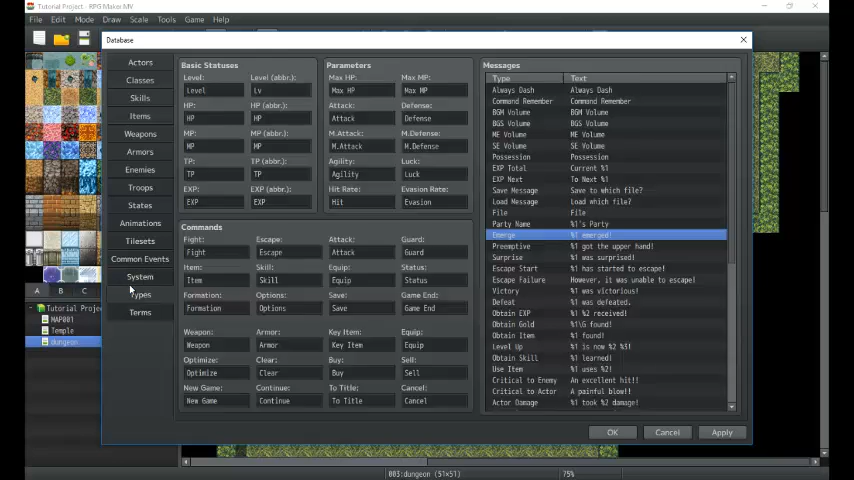 Tutorial Project - RPG Maker MV
File Edit Mode Draw Scale Tools Game Help
Database
Actors
Classes
Skills
Items
Weapons
Armors
Enemies
Troops
States
Animations
Tilesets
Common Events
System
Types
Terms
A B C
Tutorial Proje
MAP001
Temple
dungeon
Basic Statuses
Level: Level (abbr.):
Level Lv
HP: HP (abbr.):
HP HP
MP: MP (abbr.):
MP MP
TP: TP (abbr.):
TP TP
EXP: EXP (abbr.):
EXP EXP
Parameters
Max HP: Max MP:
Max HP Max MP
Attack: Defense:
Attack Defense
M.Attack: M.Defense:
M.Attack M.Defense
Agility: Luck:
Agility Luck
Hit Rate: Evasion Rate:
Hit Evasion
Commands
Fight: Escape: Attack: Guard:
Fight Escape Attack Guard
Item: Skill: Equip: Status:
Item Skill Equip Status
Formation: Options: Save: Game End:
Formation Options Save Game End
Weapon: Armor: Key Item: Equip:
Weapon Armor Key Item Equip
Optimize: Clear: Buy: Sell:
Optimize Clear Buy Sell
New Game: Continue: To Title: Cancel:
New Game Continue To Title Cancel
Messages
Type Text
Always Dash Always Dash
Command Remember Command Remember
BGM Volume BGM Volume
BGS Volume BGS Volume
ME Volume ME Volume
SE Volume SE Volume
Possession Possession
EXP Total Current %1
EXP Next To Next %1
Save Message Save to which file?
Load Message Load which file?
File File
Party Name %1's Party
Emerge %1 emerged!
Preemptive %1 got the upper hand!
Surprise %1 was surprised!
Escape Start %1 has started to escape!
Escape Failure However, it was unable to escape!
Victory %1 was victorious!
Defeat %1 was defeated.
Obtain EXP %1 %2 received!
Obtain Gold %1\G found!
Obtain Item %1 found!
Level Up %1 is now %2 %3!
Obtain Skill %1 learned!
Use Item %1 uses %2!
Critical to Enemy An excellent hit!!
Critical to Actor A painful blow!!
Actor Damage %1 took %2 damage!
OK Cancel Apply
003:dungeon (51x51) 75%